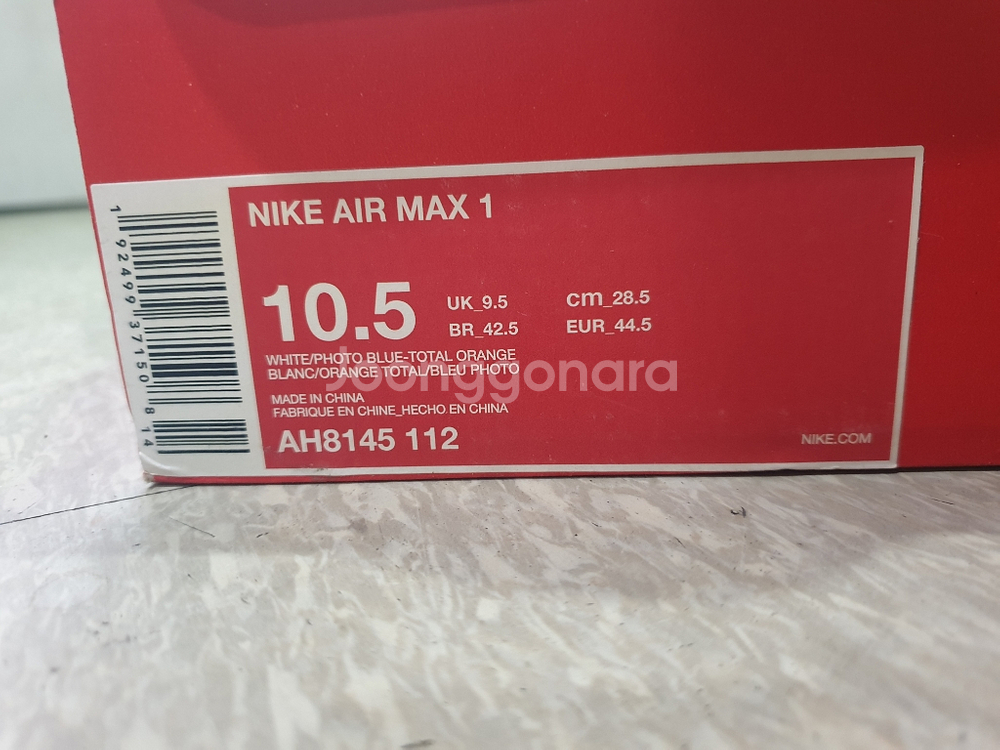 NIKE AIR MAX 1
10.5
UK_9.5
cm_28.5
BR_42.5
EUR_44.5
WHITE/PHOTO BLUE-TOTAL ORANGE
BLANC/ORANGE TOTAL/BLEU PHOTO
Joonggonara
MADE IN CHINA
FABRIQUE EN CHINE_HECHO EN CHINA
AH8145 112
NIKE.COM
1 92499 37150 8 14